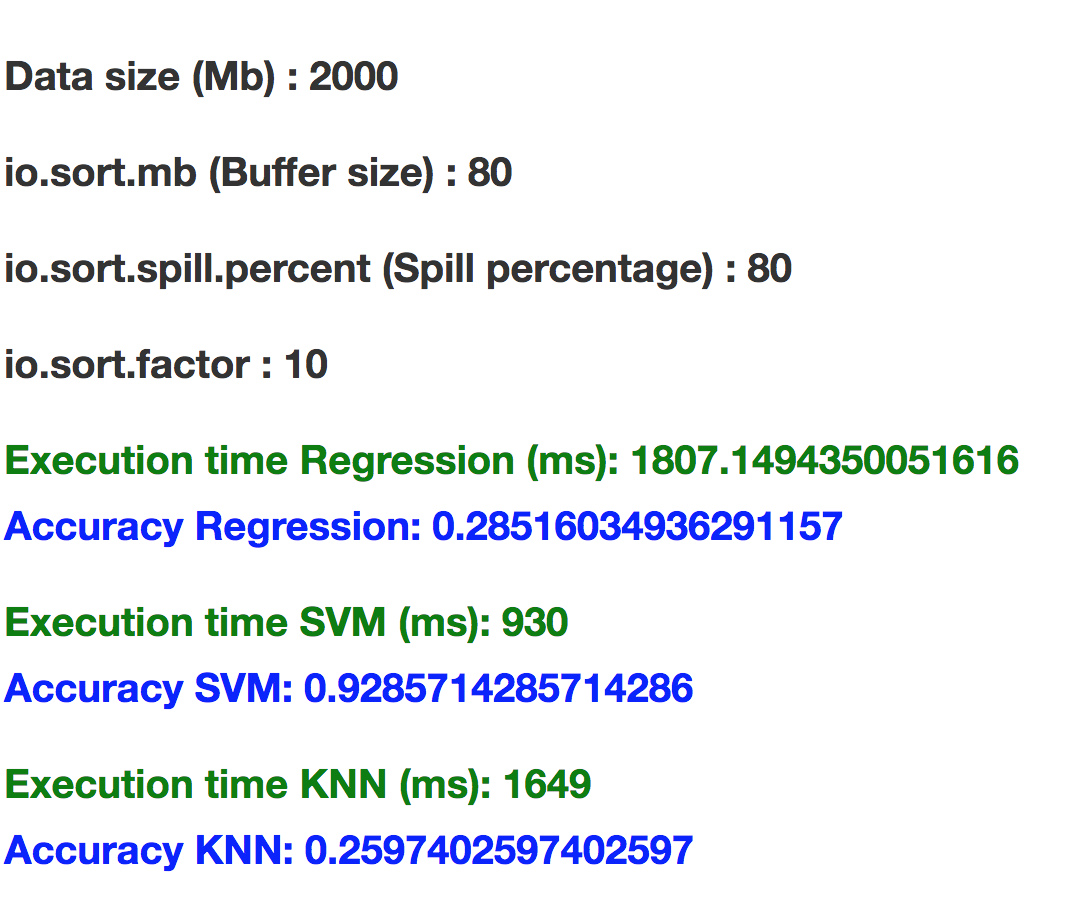 Data size (Mb) : 2000
io.sort.mb (Buffer size) : 80
io.sort.spill.percent (Spill percentage) : 80
io.sort.factor : 10
Execution time Regression (ms): 1807.1494350051616
Accuracy Regression: 0.28516034936291157
Execution time SVM (ms): 930
Accuracy SVM: 0.9285714285714286
Execution time KNN (ms): 1649
Accuracy KNN: 0.2597402597402597